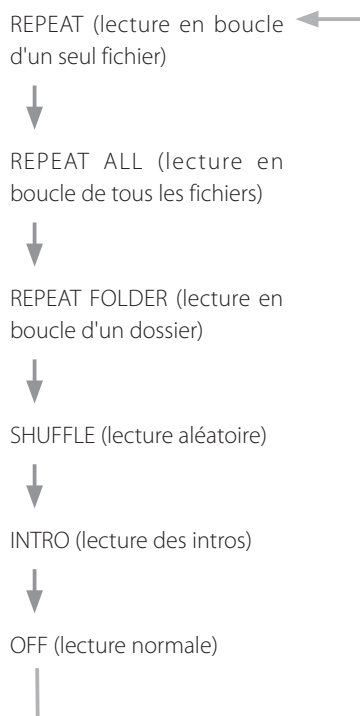 REPEAT (lecture en boucle
d'un seul fichier)
REPEAT ALL (lecture en
boucle de tous les fichiers)
REPEAT FOLDER (lecture en
boucle d'un dossier)
SHUFFLE (lecture aléatoire)
INTRO (lecture des intros)
OFF (lecture normale)